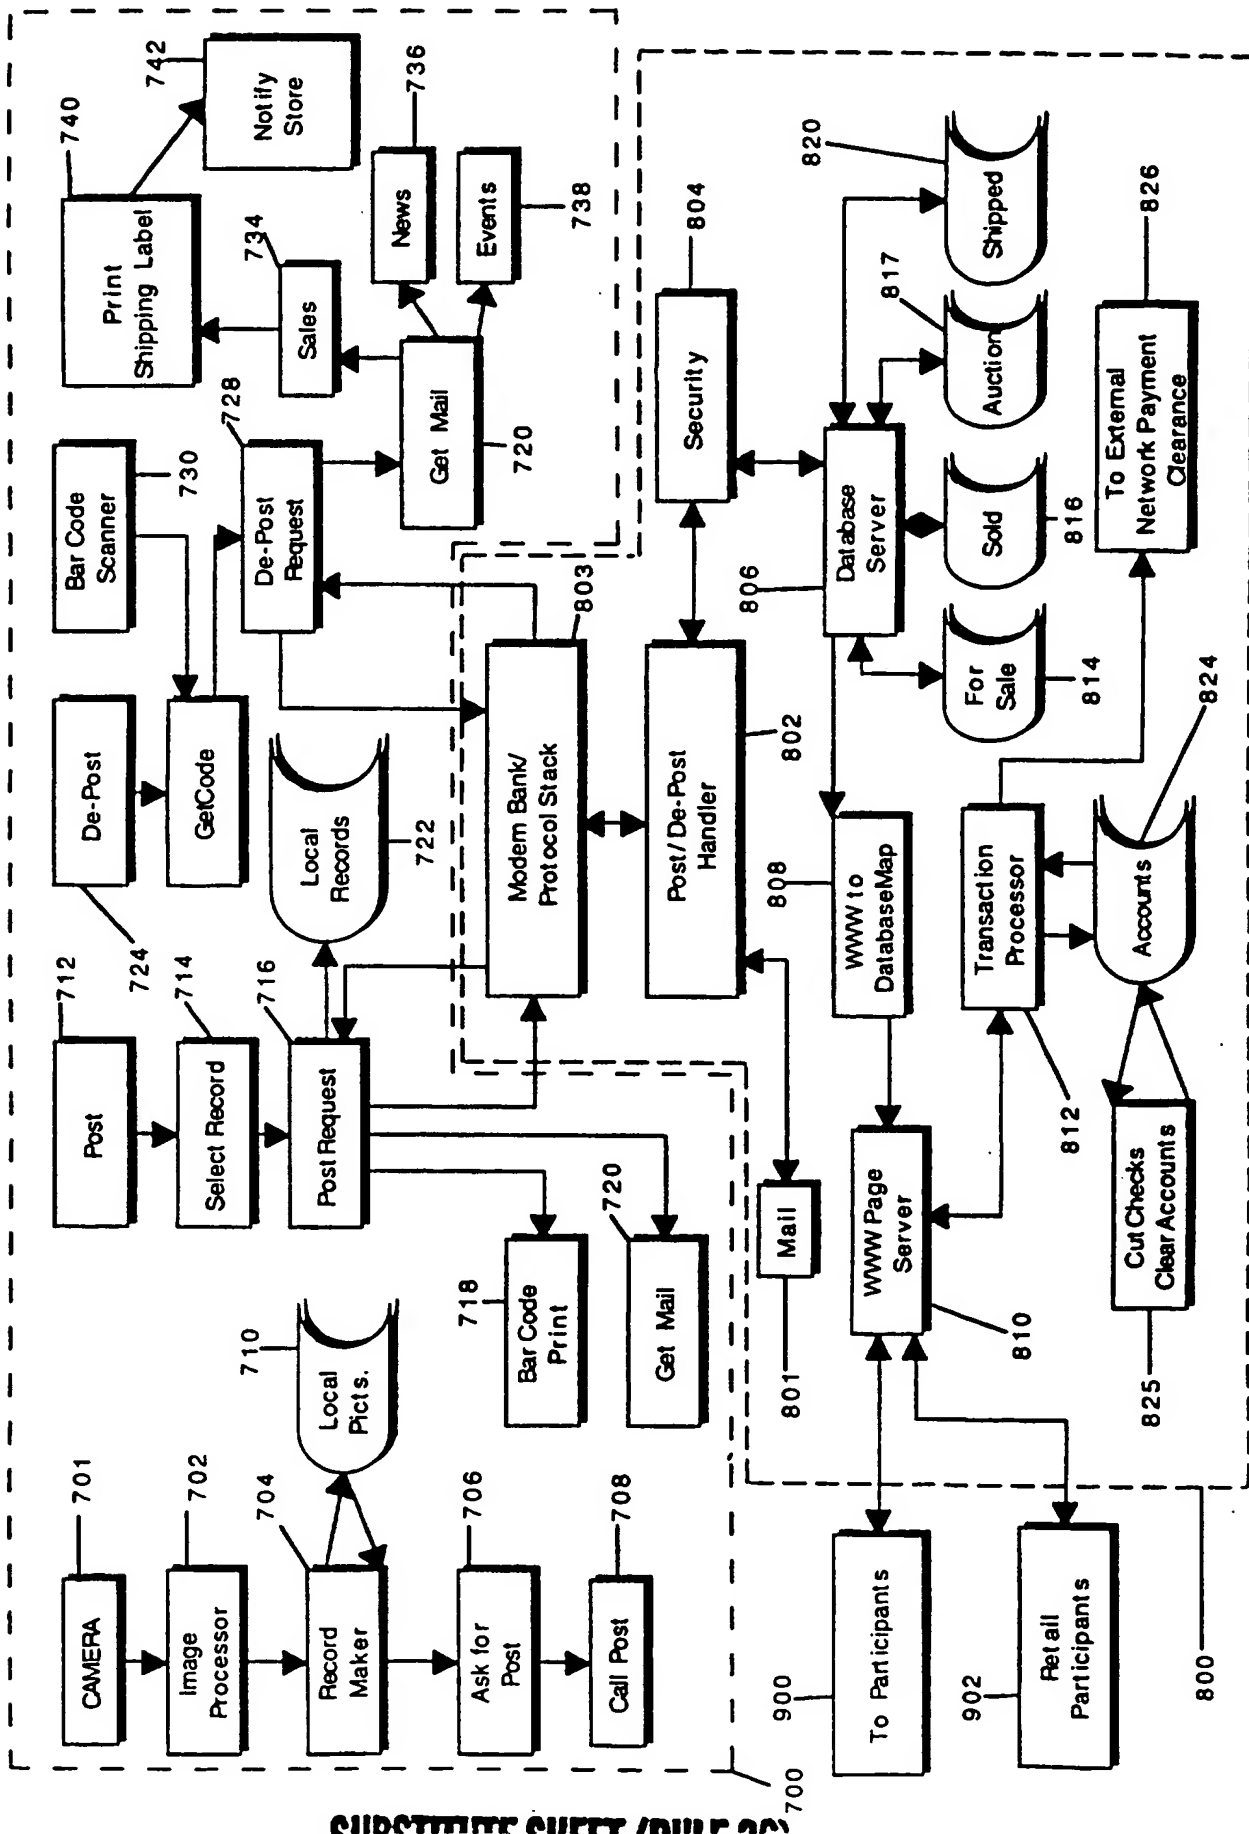 CAMERA
701
Image
Processor
702
Record
Maker
704
Ask for
Post
706
Call Post
708
Local
Picts.
710
Post
712
Select Record
714
Post Request
716
Bar Code
Print
718
Get Mail
720
Local
Records
722
De-Post
724
GetCode
Bar Code
Scanner
730
De-Post
Request
728
Get Mail
720
Sales
734
Print
Shipping Label
740
Notify
Store
742
News
736
Events
738
700
Modem Bank/
Protocol Stack
803
Post/De-Post
Handler
802
Security
804
Mail
801
Database
Server
806
WWW to
DatabaseMap
808
WWW Page
Server
810
For
Sale
814
Sold
816
Auction
817
Shipped
820
Transaction
Processor
812
Accounts
824
Cut Checks
Clear Accounts
825
To External
Network Payment
Clearance
826
To Participants
900
Retail
Participants
902
800
SUBSTITUTE SHEET (RULE 26)